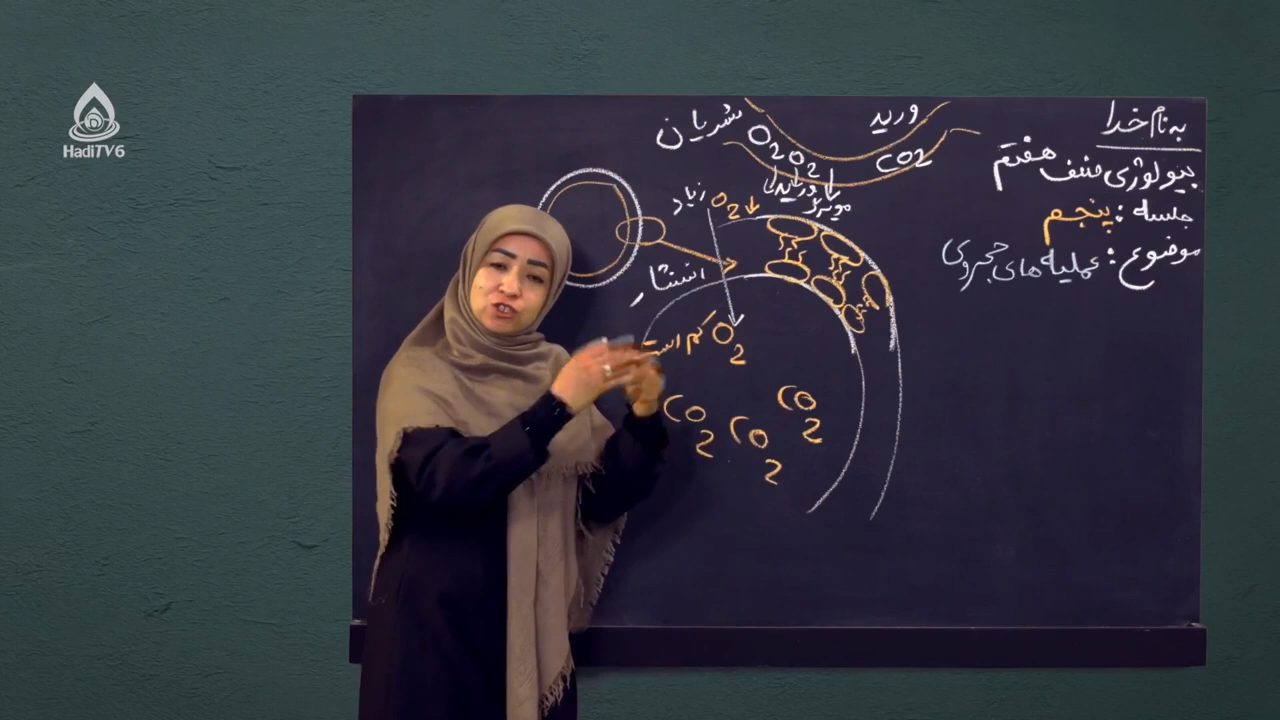 به نام خدا
بیولوژی صنف هفتم
جلسه : پنجم
موضوع : عملیه های حجروی
ورید
شریان
O2 O2
CO2
زیاد O2
انتشار
O2 کم است
CO2
CO2
CO2
HadiTV6